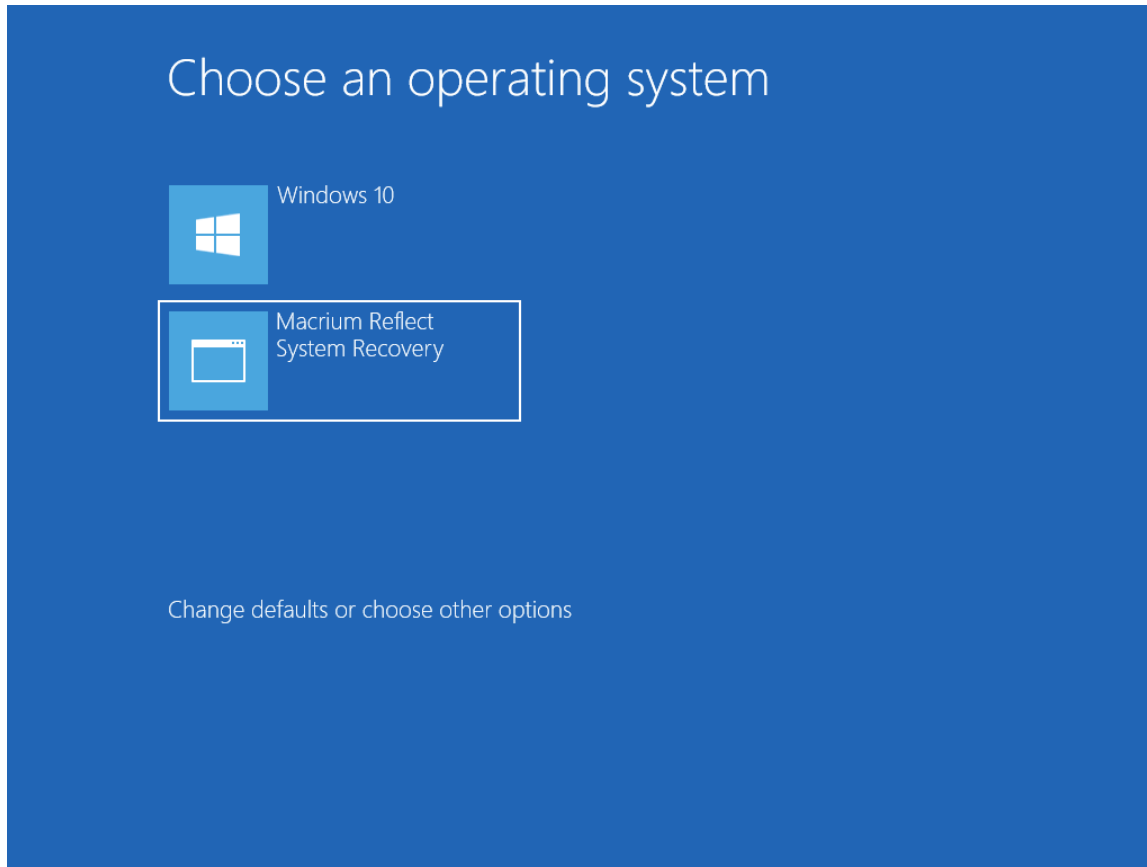 Choose an operating system
Windows 10
Macrium Reflect
System Recovery
Change defaults or choose other options